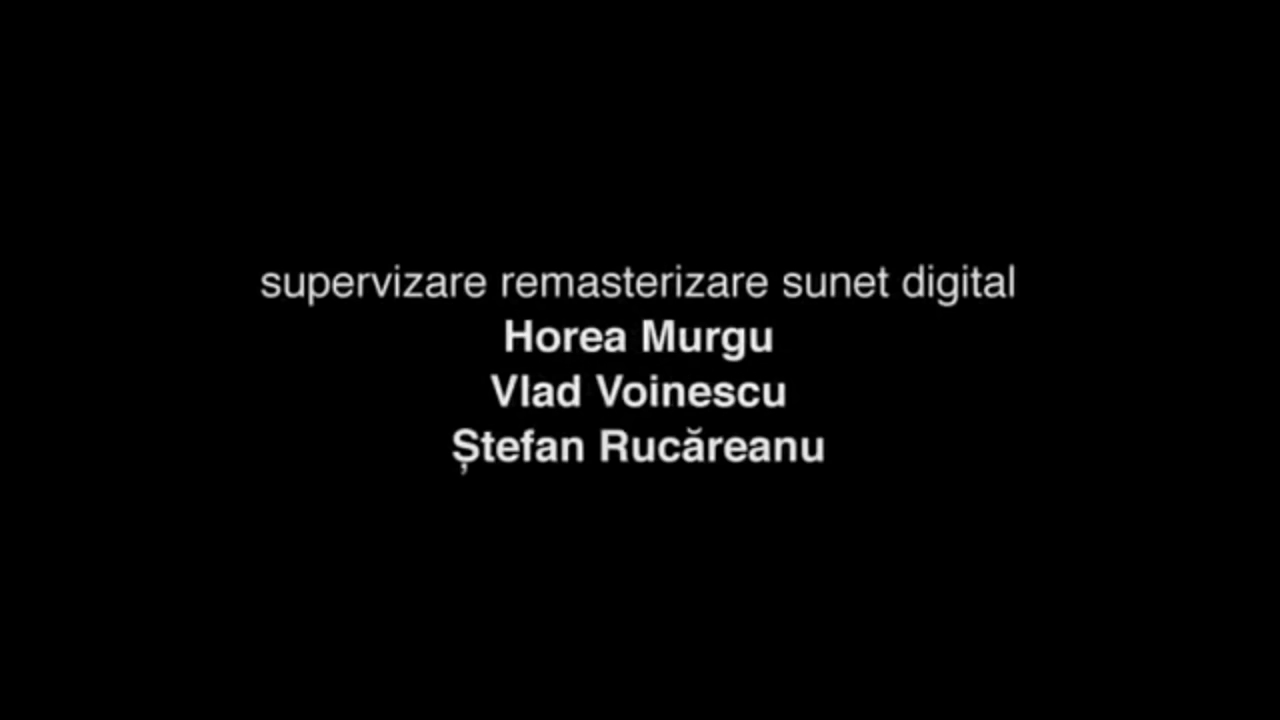 supervizare remasterizare sunet digital
Horea Murgu
Vlad Voinescu
Ștefan Rucăreanu